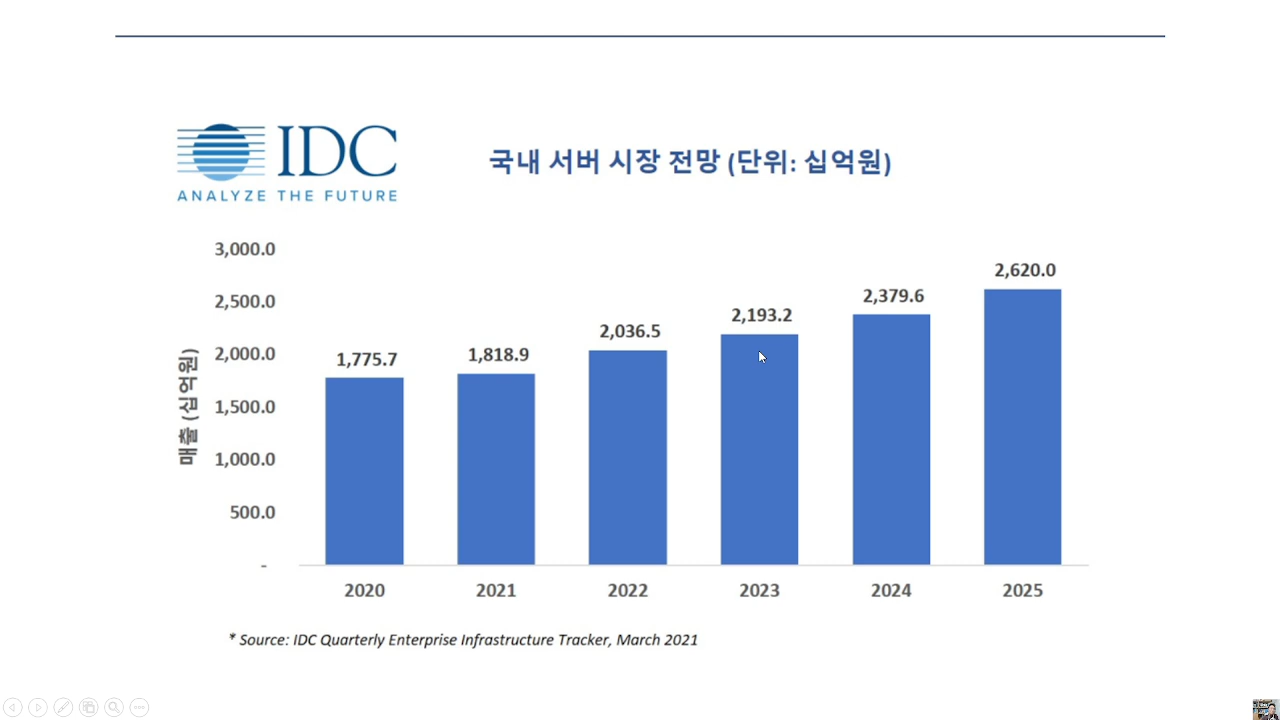 IDC
ANALYZE THE FUTURE
국내 서버 시장 전망 (단위: 십억원)
매출 (십억원)
3,000.0
2,500.0
2,000.0
1,500.0
1,000.0
500.0
-
1,775.7
1,818.9
2,036.5
2,193.2
2,379.6
2,620.0
2020 2021 2022 2023 2024 2025
* Source: IDC Quarterly Enterprise Infrastructure Tracker, March 2021